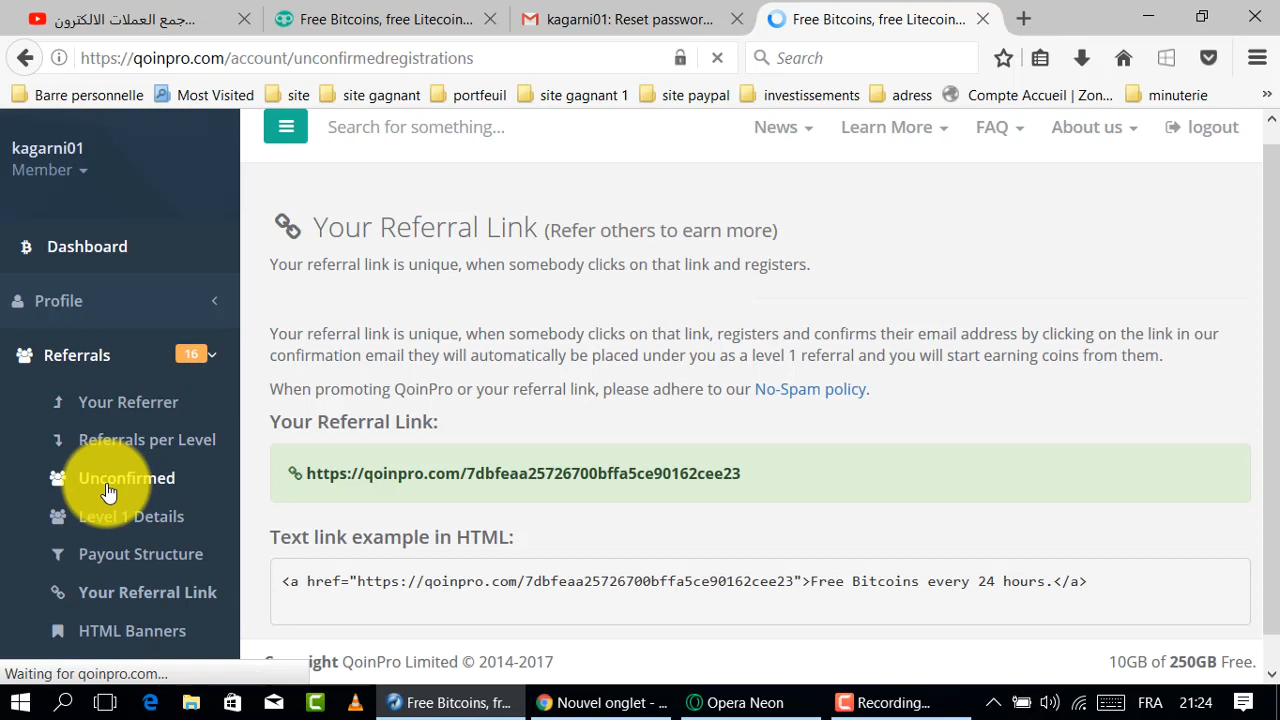 جمع العملات الالكترون...
Free Bitcoins, free Litecoin...
kagarni01: Reset passwor...
Free Bitcoins, free Litecoin...
https://qoinpro.com/account/unconfirmedregistrations
Search
Barre personnelle
Most Visited
site
site gagnant
portfeuil
site gagnant 1
site paypal
investissements
adress
Compte Accueil | Zon...
minuterie
kagarni01
Member
Search for something...
News
Learn More
FAQ
About us
logout
Dashboard
Profile
Referrals
16
Your Referrer
Referrals per Level
Unconfirmed
Level 1 Details
Payout Structure
Your Referral Link
HTML Banners
Your Referral Link (Refer others to earn more)
Your referral link is unique, when somebody clicks on that link and registers.
Your referral link is unique, when somebody clicks on that link, registers and confirms their email address by clicking on the link in our
confirmation email they will automatically be placed under you as a level 1 referral and you will start earning coins from them.
When promoting QoinPro or your referral link, please adhere to our No-Spam policy.
Your Referral Link:
https://qoinpro.com/7dbfeaa25726700bffa5ce90162cee23
Text link example in HTML:
<a href="https://qoinpro.com/7dbfeaa25726700bffa5ce90162cee23">Free Bitcoins every 24 hours.</a>
ght QoinPro Limited © 2014-2017
10GB of 250GB Free.
Waiting for qoinpro.com...
Free Bitcoins, fr...
Nouvel onglet - ...
Opera Neon
Recording...
FRA
21:24